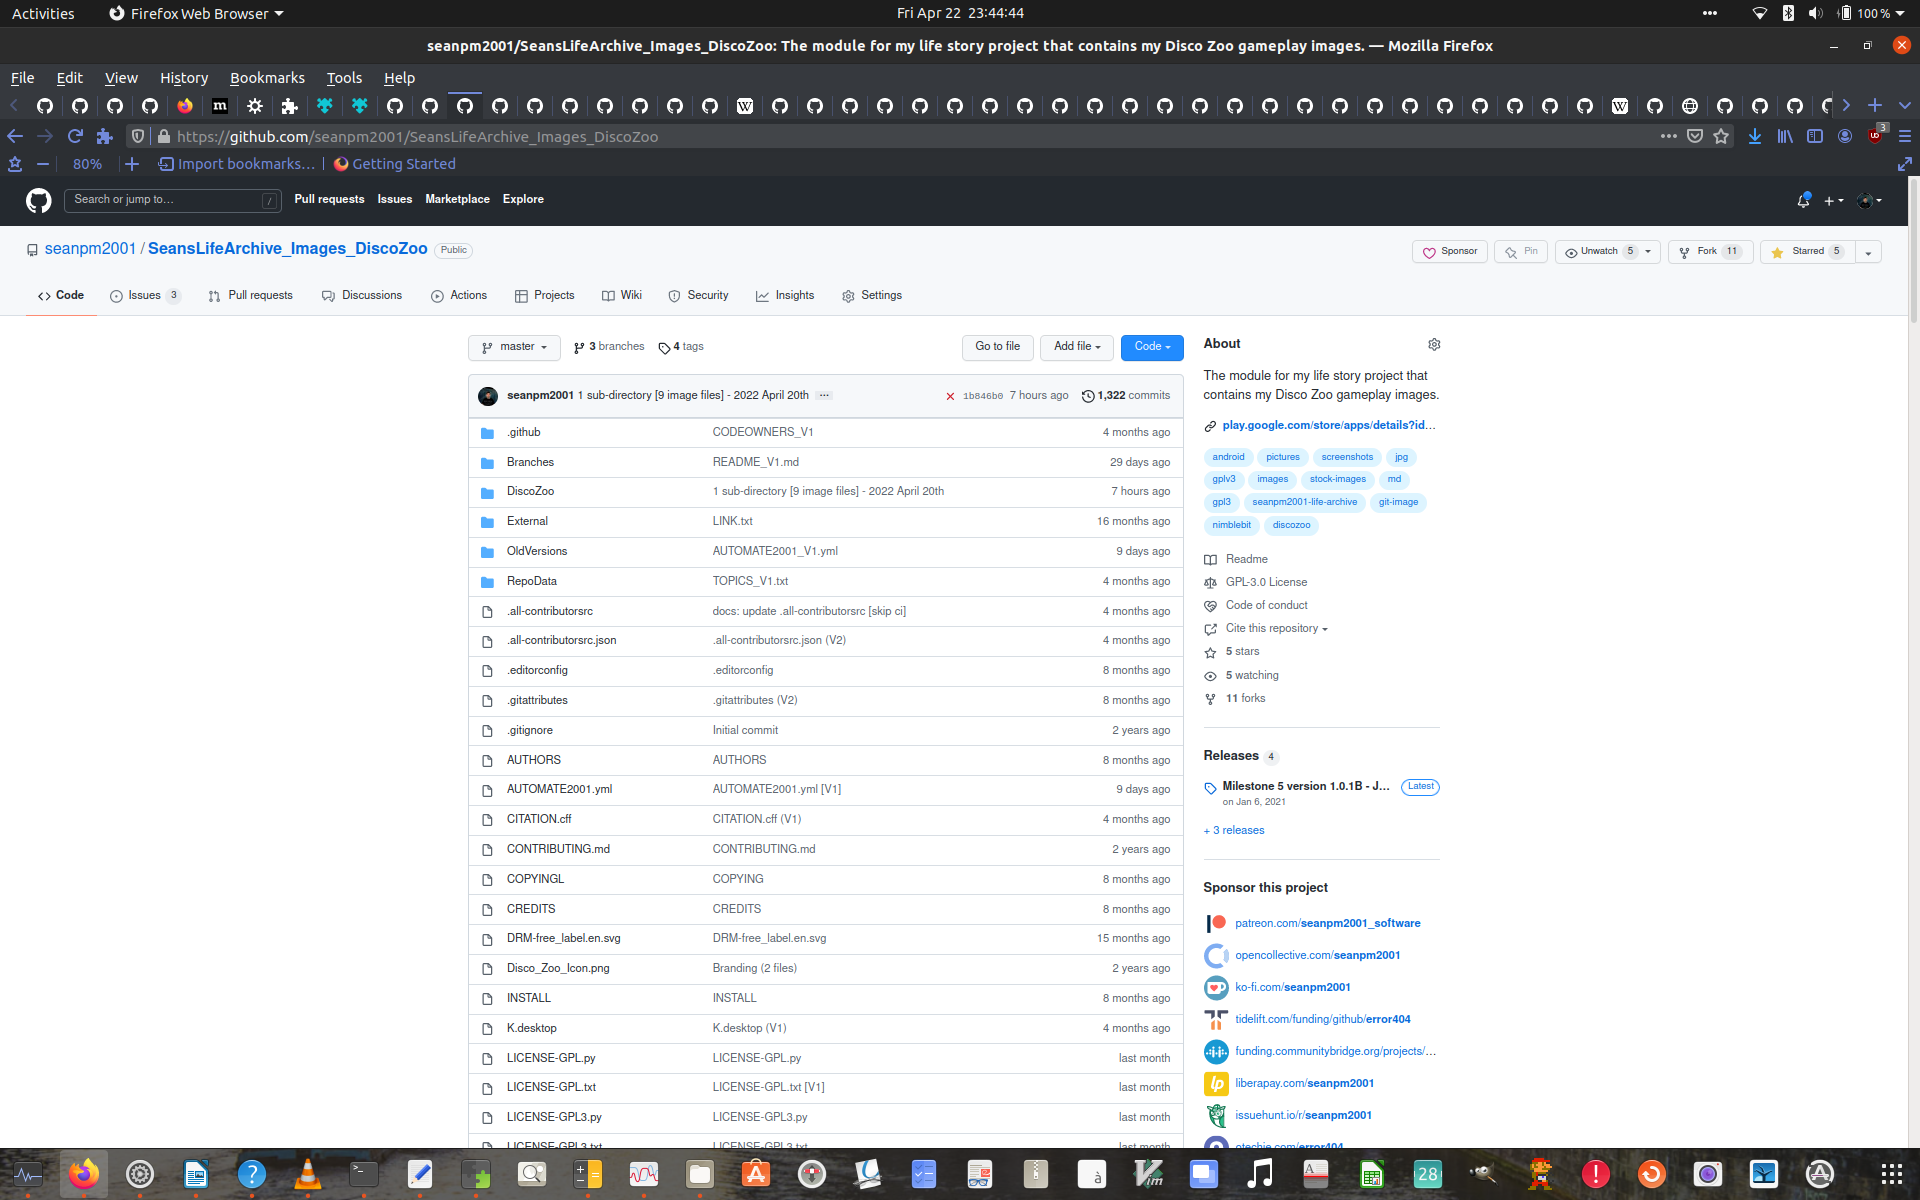 Activities Firefox Web Browser Fri Apr 22 23:44:44 100 %
seanpm2001/SeansLifeArchive_Images_DiscoZoo: The module for my life story project that contains my Disco Zoo gameplay images. — Mozilla Firefox
File Edit View History Bookmarks Tools Help
https://github.com/seanpm2001/SeansLifeArchive_Images_DiscoZoo 3
80% Import bookmarks... Getting Started
Search or jump to... / Pull requests Issues Marketplace Explore
seanpm2001 / SeansLifeArchive_Images_DiscoZoo Public
Sponsor Pin Unwatch 5 Fork 11 Starred 5
Code Issues 3 Pull requests Discussions Actions Projects Wiki Security Insights Settings
master 3 branches 4 tags Go to file Add file Code
seanpm2001 1 sub-directory [9 image files] - 2022 April 20th ... 1b846b0 7 hours ago 1,322 commits
.github CODEOWNERS_V1 4 months ago
Branches README_V1.md 29 days ago
DiscoZoo 1 sub-directory [9 image files] - 2022 April 20th 7 hours ago
External LINK.txt 16 months ago
OldVersions AUTOMATE2001_V1.yml 9 days ago
RepoData TOPICS_V1.txt 4 months ago
.all-contributorsrc docs: update .all-contributorsrc [skip ci] 4 months ago
.all-contributorsrc.json .all-contributorsrc.json (V2) 4 months ago
.editorconfig .editorconfig 8 months ago
.gitattributes .gitattributes (V2) 8 months ago
.gitignore Initial commit 2 years ago
AUTHORS AUTHORS 8 months ago
AUTOMATE2001.yml AUTOMATE2001.yml [V1] 9 days ago
CITATION.cff CITATION.cff (V1) 4 months ago
CONTRIBUTING.md CONTRIBUTING.md 2 years ago
COPYINGL COPYING 8 months ago
CREDITS CREDITS 8 months ago
DRM-free_label.en.svg DRM-free_label.en.svg 15 months ago
Disco_Zoo_Icon.png Branding (2 files) 2 years ago
INSTALL INSTALL 8 months ago
K.desktop K.desktop (V1) 4 months ago
LICENSE-GPL.py LICENSE-GPL.py last month
LICENSE-GPL.txt LICENSE-GPL.txt [V1] last month
LICENSE-GPL3.py LICENSE-GPL3.py last month
LICENSE-GPL3.txt LICENSE-GPL3.txt last month
About
The module for my life story project that
contains my Disco Zoo gameplay images.
play.google.com/store/apps/details?id...
android pictures screenshots jpg
gplv3 images stock-images md
gpl3 seanpm2001-life-archive git-image
nimblebit discozoo
Readme
GPL-3.0 License
Code of conduct
Cite this repository
5 stars
5 watching
11 forks
Releases 4
Milestone 5 version 1.0.1B - J... Latest
on Jan 6, 2021
+ 3 releases
Sponsor this project
patreon.com/seanpm2001_software
opencollective.com/seanpm2001
ko-fi.com/seanpm2001
tidelift.com/funding/github/error404
funding.communitybridge.org/projects/...
liberapay.com/seanpm2001
issuehunt.io/r/seanpm2001
otechie.com/error404
28